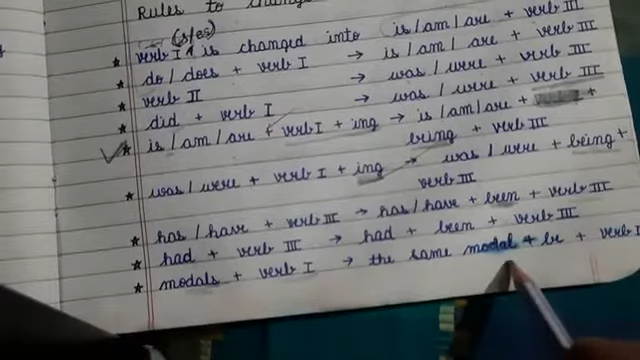 Rules to change
(s/es)
* verb I is changed into is/am/are + verb III
* do/does + verb I → is/am/are + verb III
* verb II → was/were + verb III
* did + verb I → was/were + verb III
* is/am/are + verb I + ing → is/am/are +
being + verb III
* was/were + verb I + ing → was/were + being +
verb III
* has/have + verb III → has/have + been + verb III
* had + verb III → had + been + verb III
* modals + verb I → the same modal + be + verb